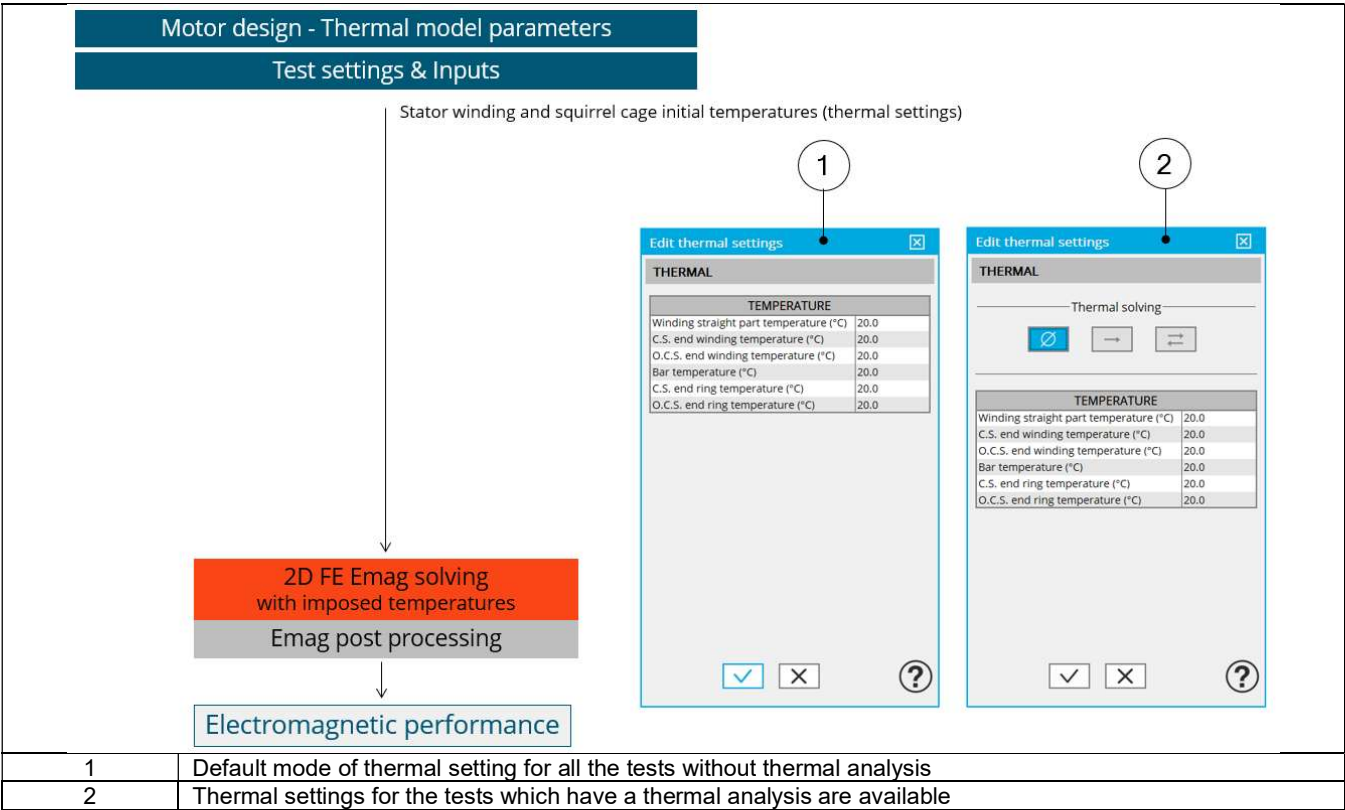 Motor design - Thermal model parameters
Test settings & Inputs
Stator winding and squirrel cage initial temperatures (thermal settings)
1
2
Edit thermal settings
THERMAL
TEMPERATURE
Winding straight part temperature (°C) 20.0
C.S. end winding temperature (°C) 20.0
O.C.S. end winding temperature (°C) 20.0
Bar temperature (°C) 20.0
C.S. end ring temperature (°C) 20.0
O.C.S. end ring temperature (°C) 20.0
?
Edit thermal settings
THERMAL
Thermal solving
TEMPERATURE
Winding straight part temperature (°C) 20.0
C.S. end winding temperature (°C) 20.0
O.C.S. end winding temperature (°C) 20.0
Bar temperature (°C) 20.0
C.S. end ring temperature (°C) 20.0
O.C.S. end ring temperature (°C) 20.0
?
2D FE Emag solving
with imposed temperatures
Emag post processing
Electromagnetic performance
1 Default mode of thermal setting for all the tests without thermal analysis
2 Thermal settings for the tests which have a thermal analysis are available